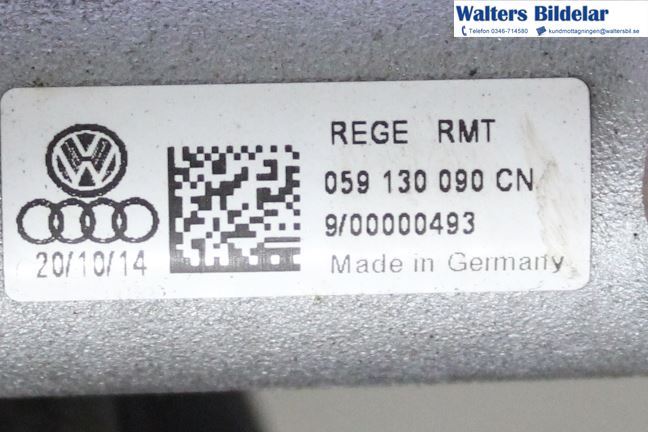 Walters Bildelar
Telefon 0346-714580 kundmottagningen@waltersbil.se
REGE RMT
059 130 090 CN
9/00000493
20/10/14
Made in Germany